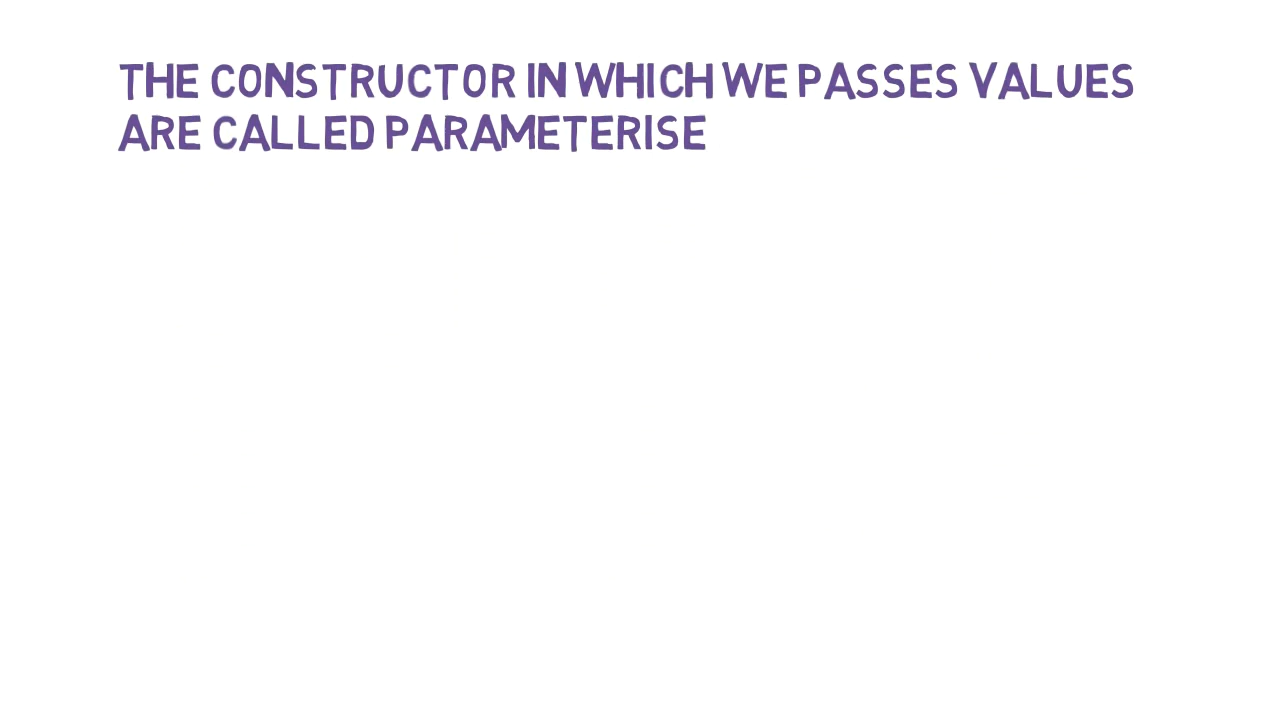 THE CONSTRUCTOR IN WHICH WE PASSES VALUES
ARE CALLED PARAMETERISE